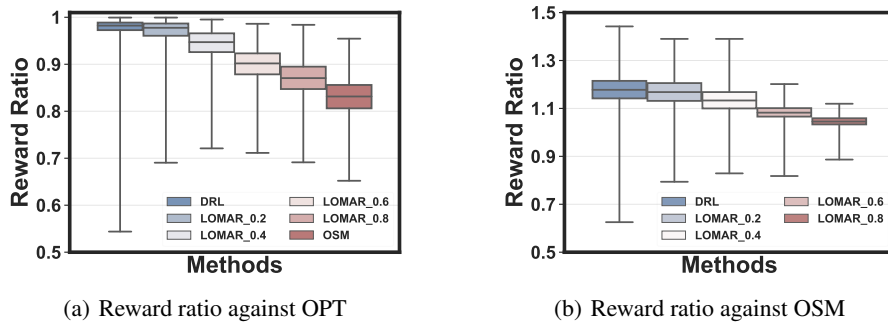 1
0.9
0.8
0.7
0.6
0.5
Reward Ratio
DRL
LOMAR_0.2
LOMAR_0.4
LOMAR_0.6
LOMAR_0.8
OSM
Methods
(a) Reward ratio against OPT
1.5
1.3
1.1
0.9
0.7
0.5
Reward Ratio
DRL
LOMAR_0.2
LOMAR_0.4
LOMAR_0.6
LOMAR_0.8
Methods
(b) Reward ratio against OSM